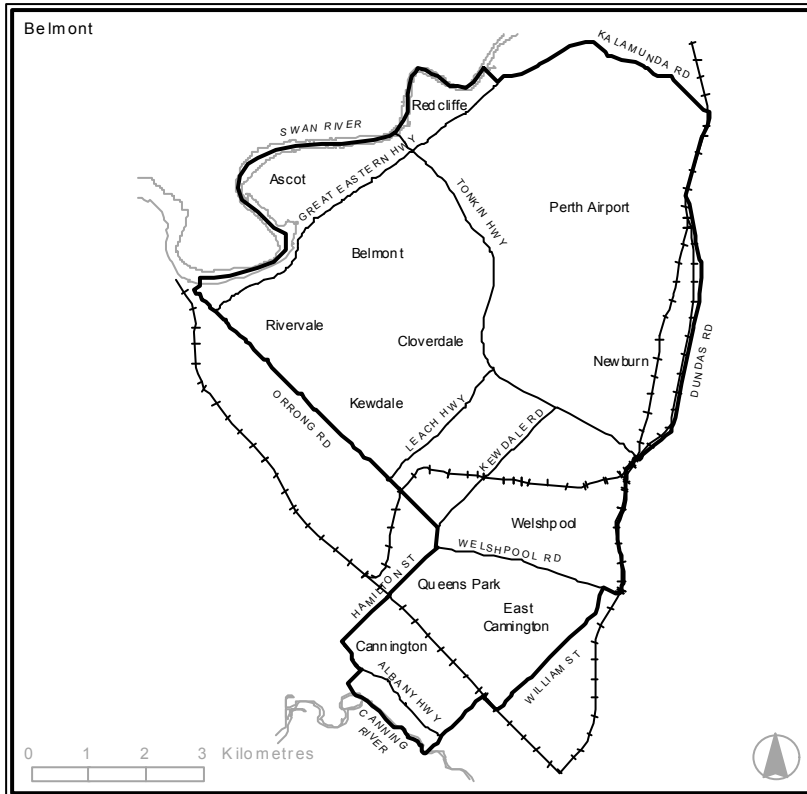 Belmont
KALAMUNDA RD
Redcliffe
SWAN RIVER
Ascot
GREAT EASTERN HWY
TONKIN HWY
Perth Airport
Belmont
Rivervale
Cloverdale
Newburn
DUNDAS RD
ORRONG RD
Kewdale
LEACH HWY
KEWDALE RD
Welshpool
WELSHPOOL RD
HAMILTON ST
Queens Park
East
Cannington
Cannington
ALBANY HWY
WILLIAM ST
CANNING
RIVER
0 1 2 3 Kilometres